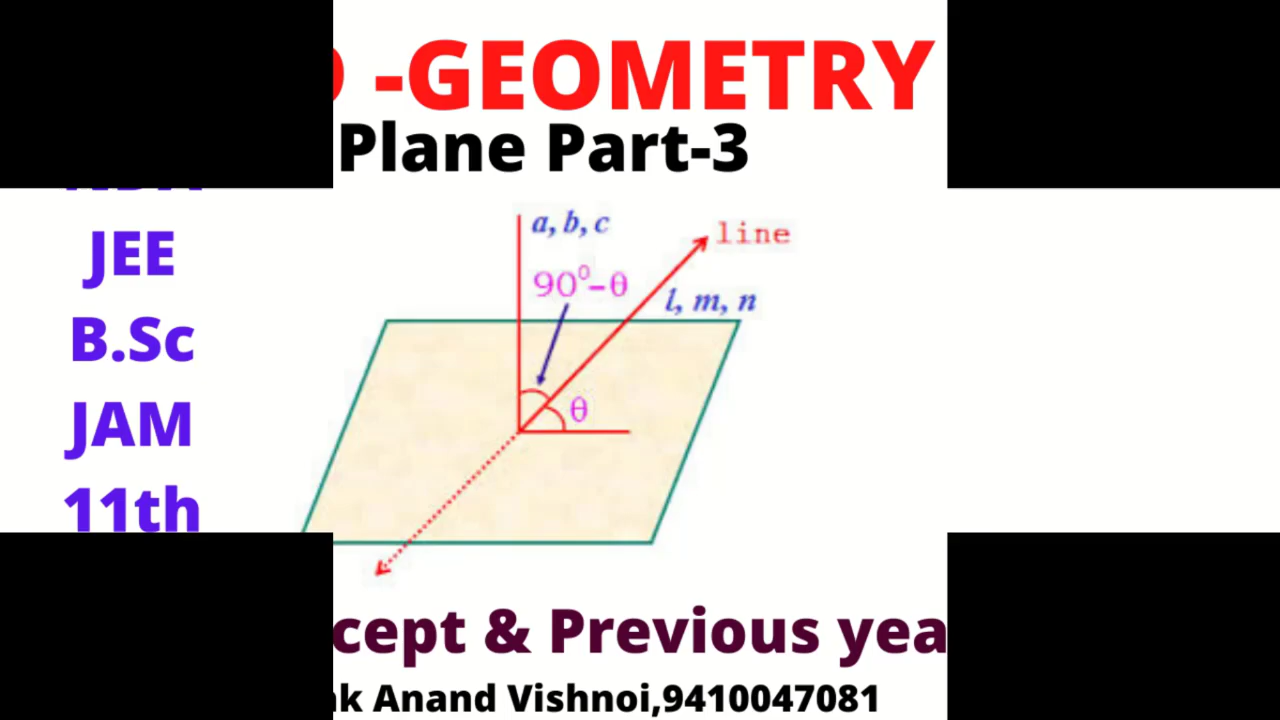 -GEOMETRY
Plane Part-3
JEE
B.Sc
JAM
11th
a, b, c
line
90⁰-θ
l, m, n
θ
cept & Previous yea
Anand Vishnoi,9410047081